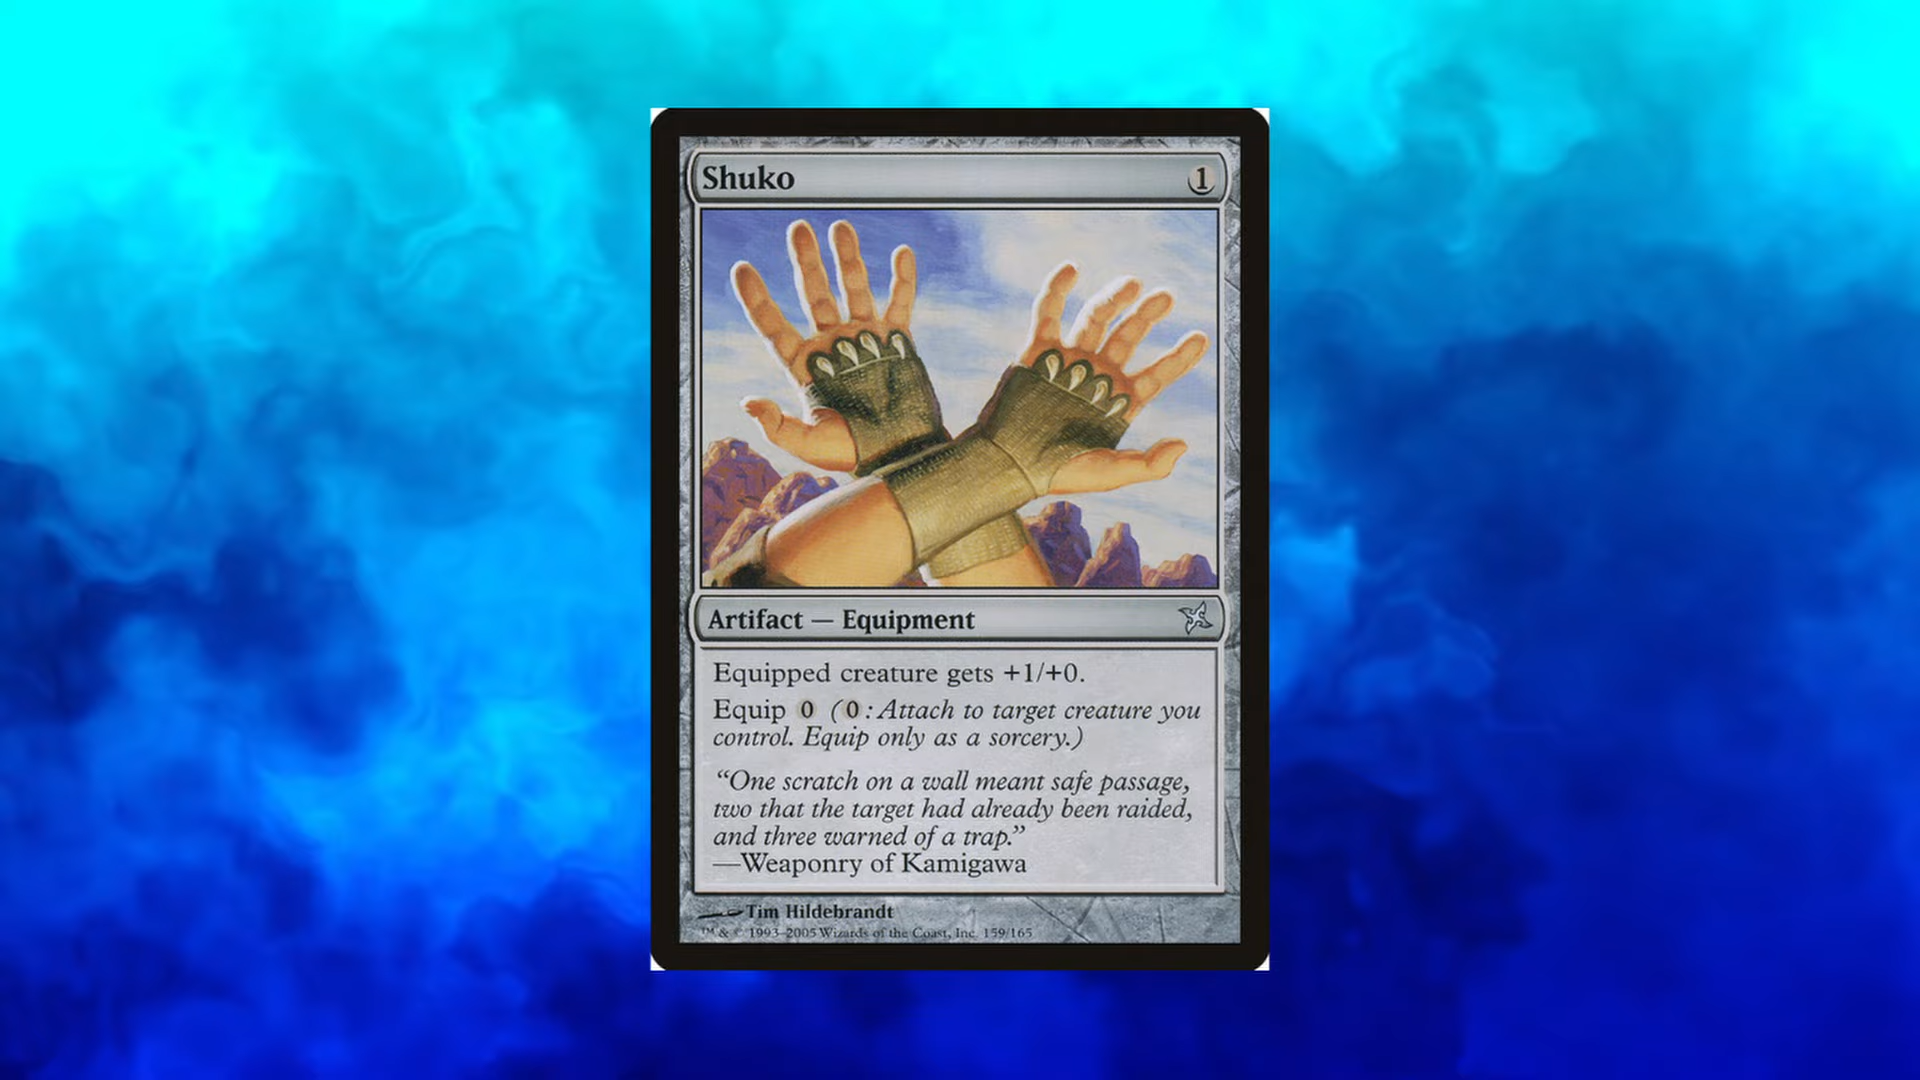 Shuko 1
Artifact — Equipment
Equipped creature gets +1/+0.
Equip 0 (0: Attach to target creature you
control. Equip only as a sorcery.)
“One scratch on a wall meant safe passage,
two that the target had already been raided,
and three warned of a trap.”
—Weaponry of Kamigawa
Tim Hildebrandt
™ & © 1993–2005 Wizards of the Coast, Inc. 159/165